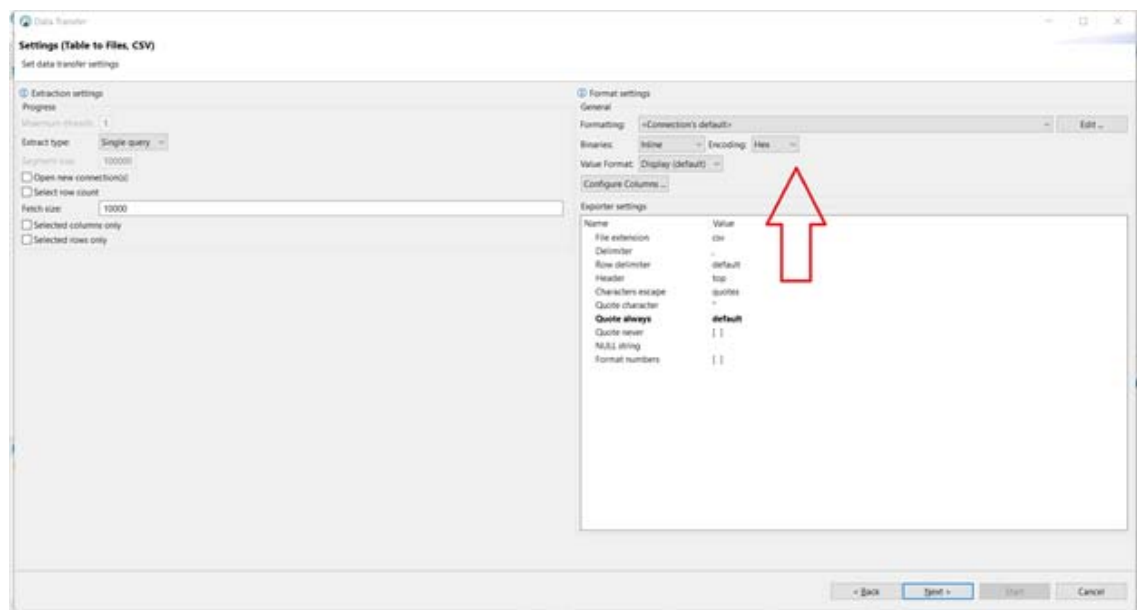 Data Transfer
Settings (Table to Files, CSV)
Set data transfer settings
Extraction settings
Progress
Maximum threads: 1
Extract type: Single query
Segment size: 100000
Open new connection(s)
Select row count
Fetch size: 10000
Selected columns only
Selected rows only
Format settings
General
Formatting: <Connection's default> Edit ...
Binaries: Inline Encoding: Hex
Value Format: Display (default)
Configure Columns ...
Exporter settings
Name Value
File extension csv
Delimiter ,
Row delimiter default
Header top
Characters escape quotes
Quote character "
Quote always default
Quote never [ ]
NULL string
Format numbers [ ]
< Back Next > Start Cancel